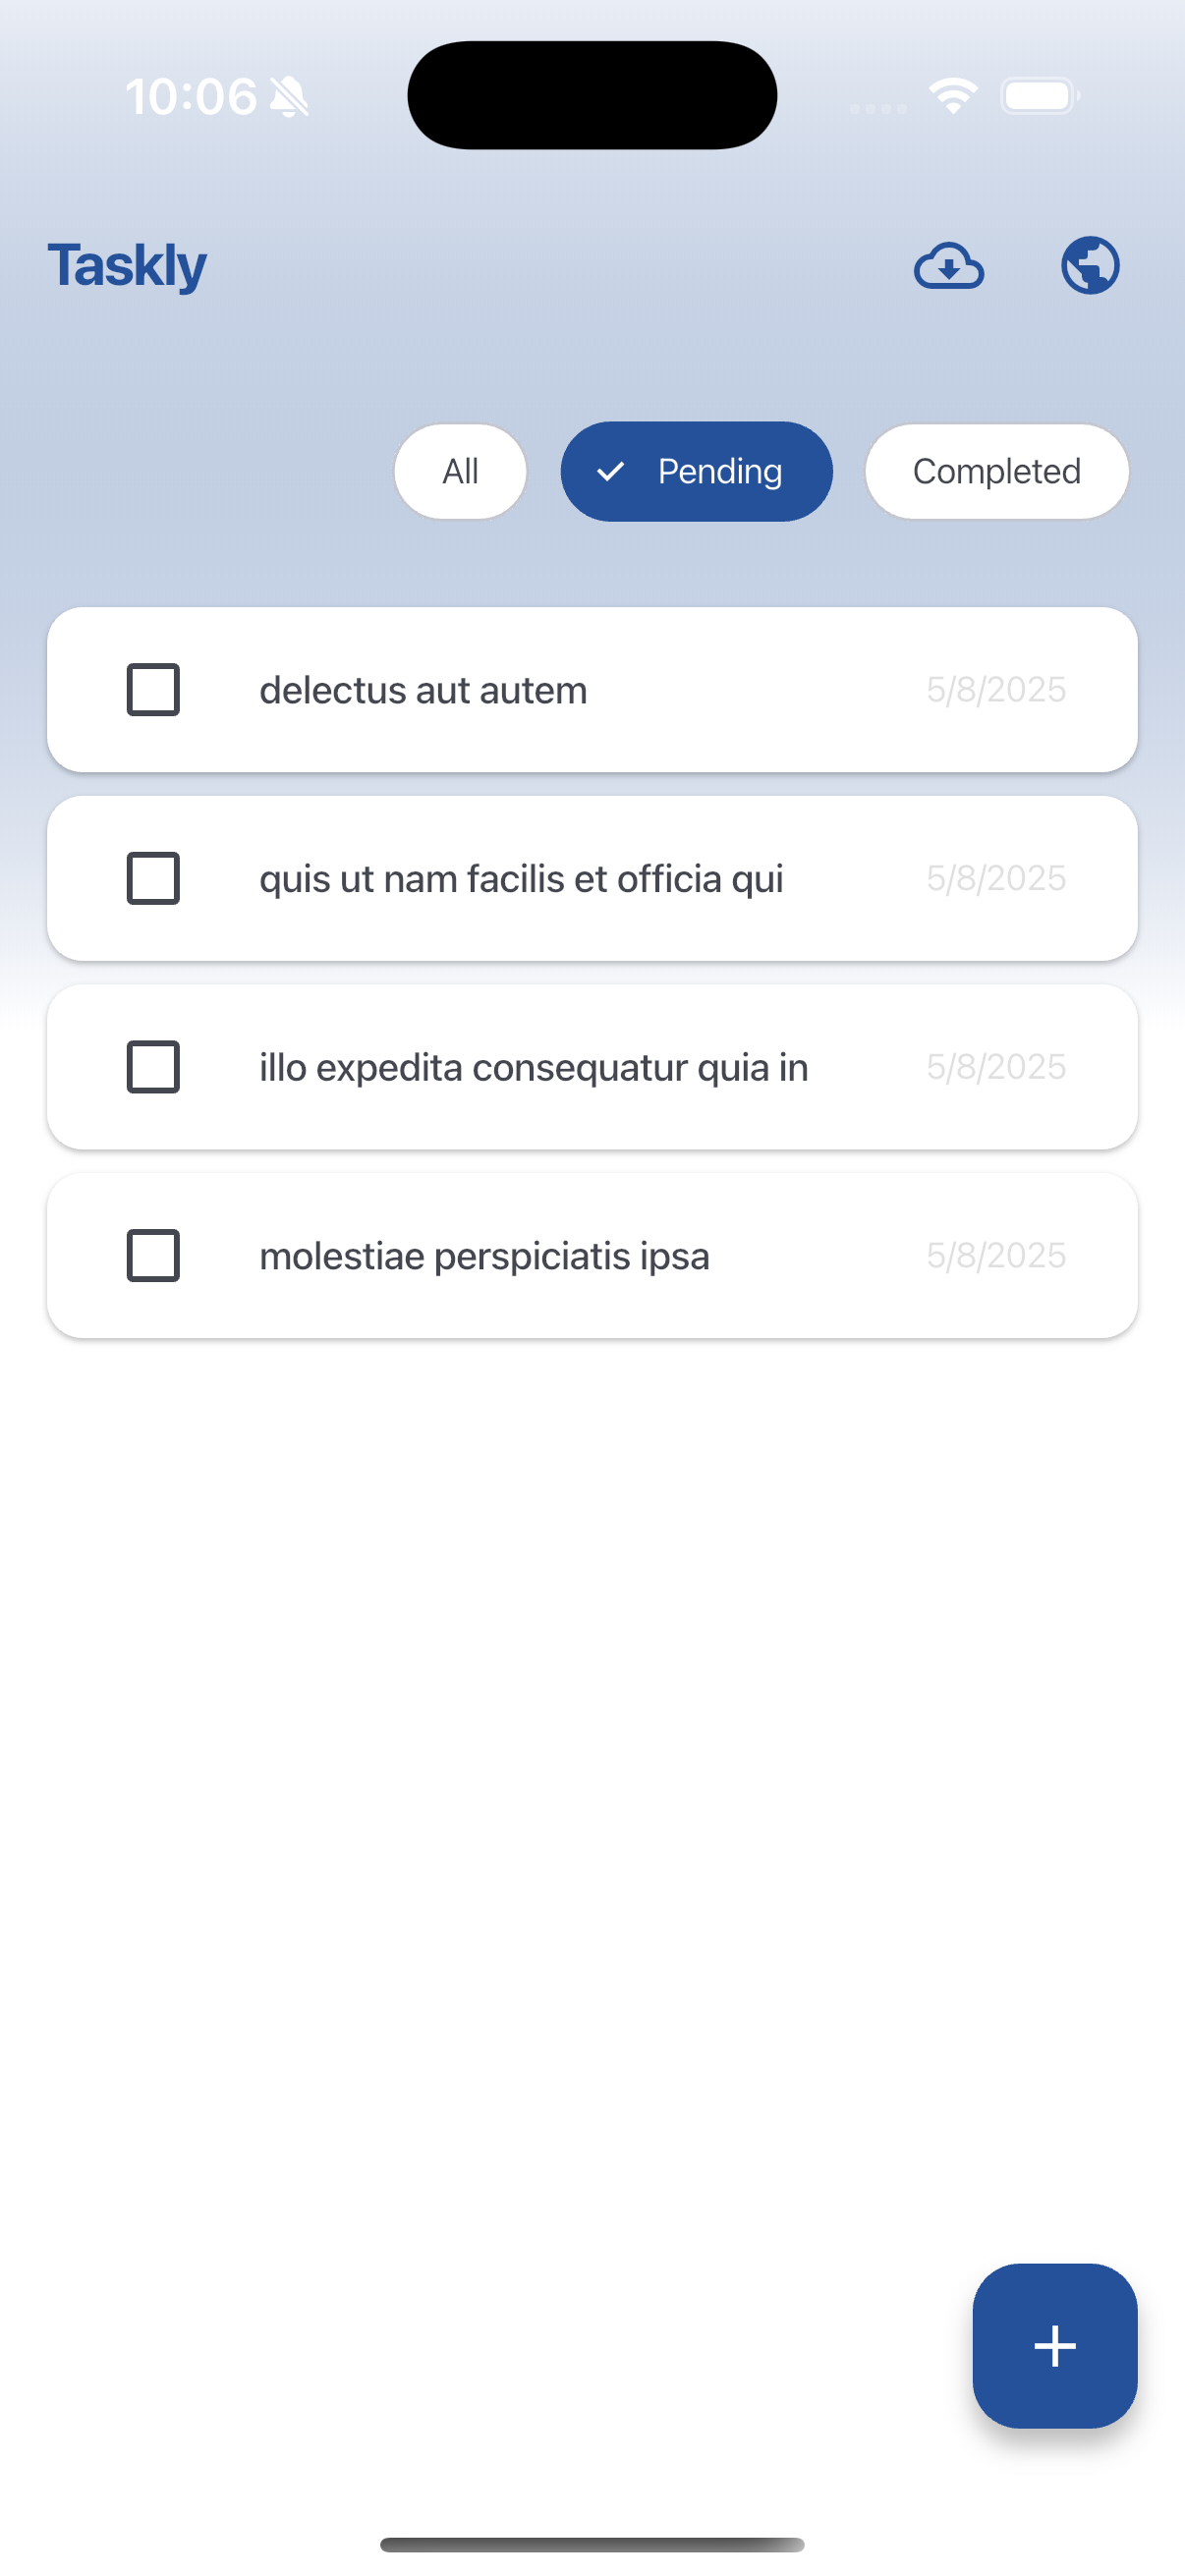 10:06
Taskly
All
Pending
Completed
delectus aut autem 5/8/2025
quis ut nam facilis et officia qui 5/8/2025
illo expedita consequatur quia in 5/8/2025
molestiae perspiciatis ipsa 5/8/2025